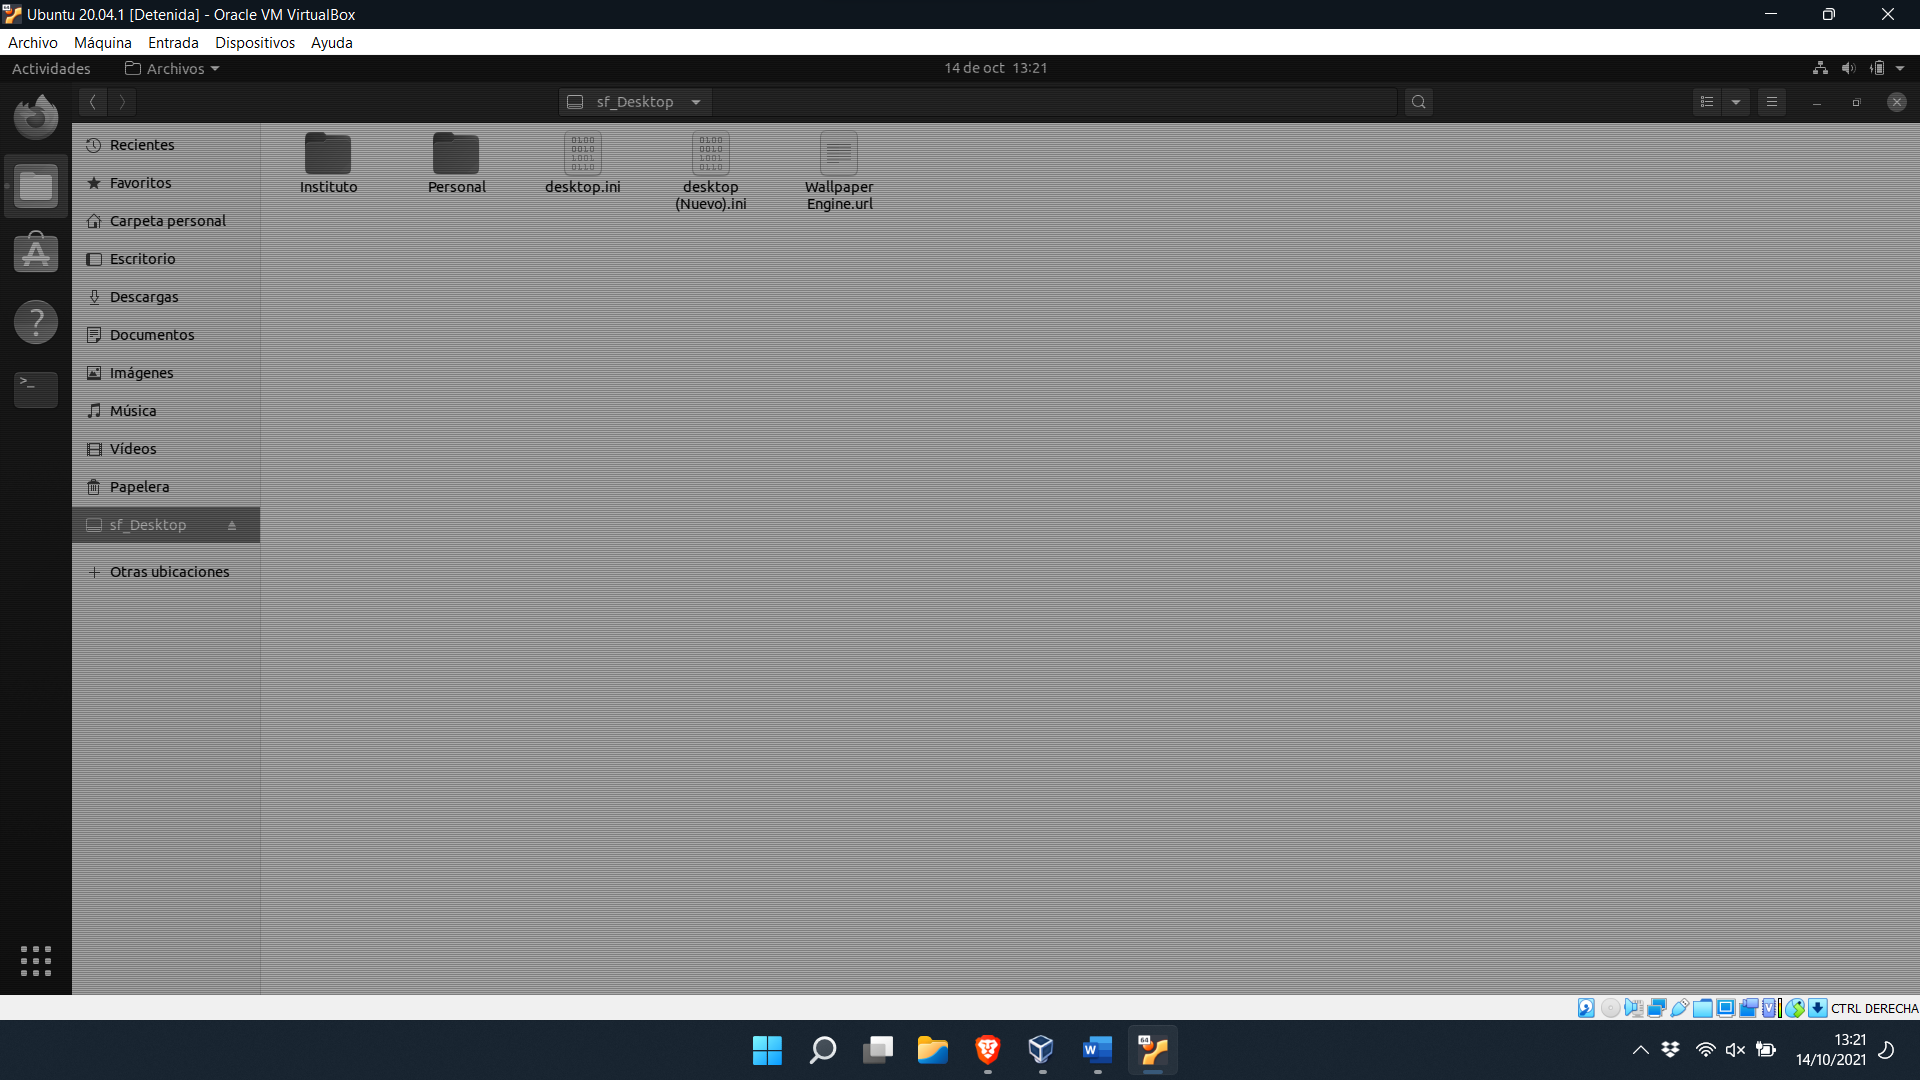 Ubuntu 20.04.1 [Detenida] - Oracle VM VirtualBox
Archivo Máquina Entrada Dispositivos Ayuda
Actividades Archivos 14 de oct 13:21
sf_Desktop
Recientes
Favoritos
Carpeta personal
Escritorio
Descargas
Documentos
Imágenes
Música
Vídeos
Papelera
sf_Desktop
Otras ubicaciones
Instituto
Personal
desktop.ini
desktop
(Nuevo).ini
Wallpaper
Engine.url
CTRL DERECHA
13:21
14/10/2021